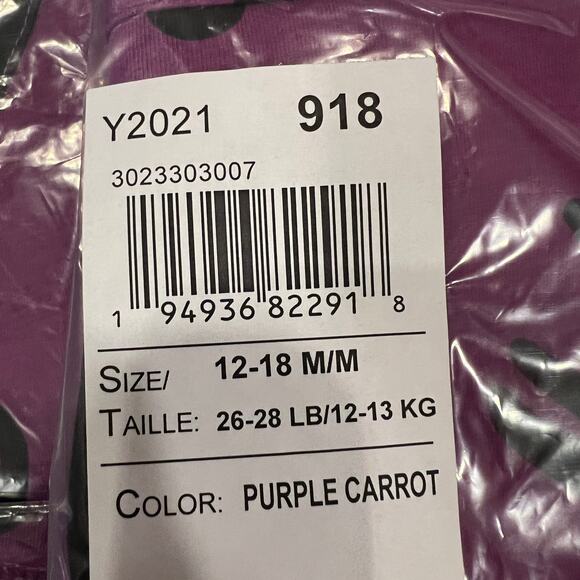 Y2021 918
3023303007
1 94936 82291 8
SIZE/ 12-18 M/M
TAILLE: 26-28 LB/12-13 KG
COLOR: PURPLE CARROT